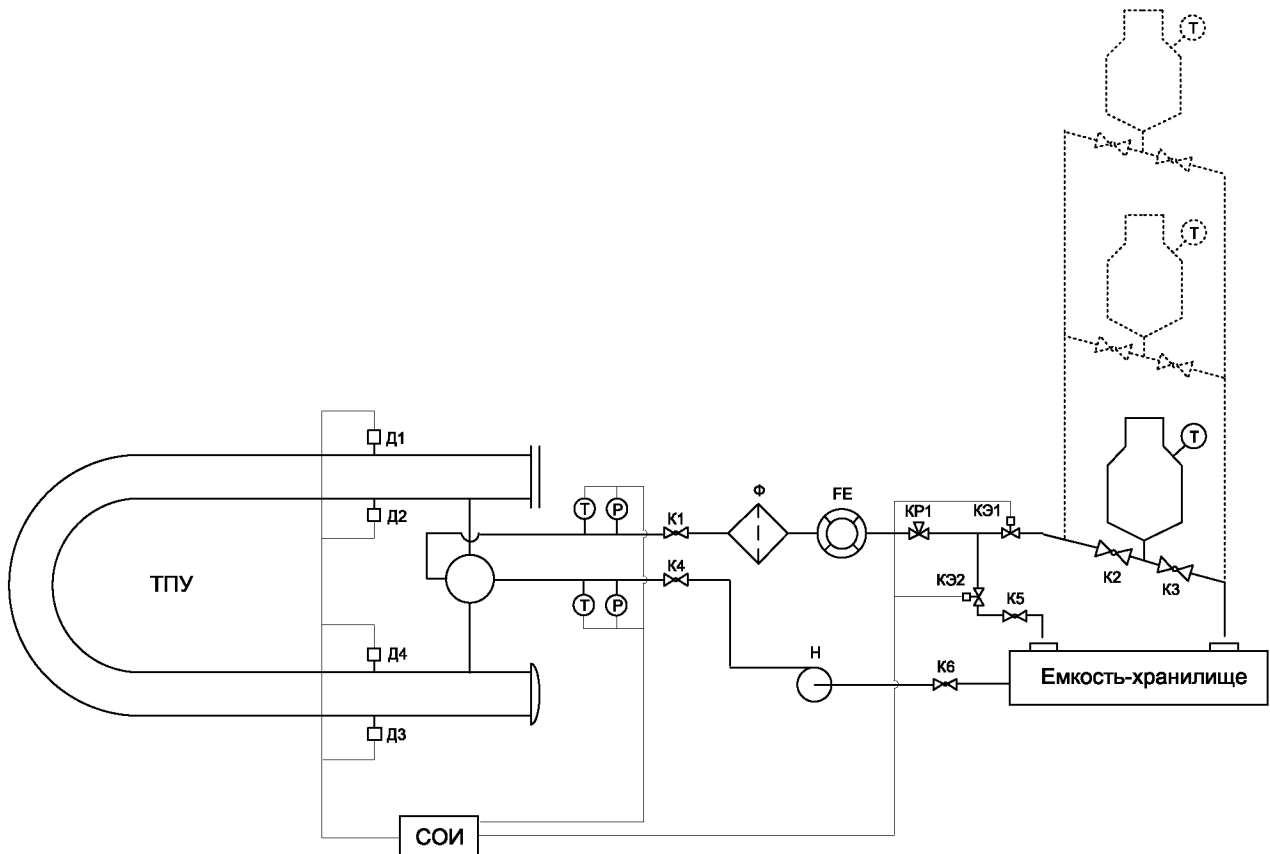 Т
Т
Д1
Т
Д2
Т
Р
К1
Ф
FE
КР1
КЭ1
К2
К3
ТПУ
К4
Т
Р
КЭ2
К5
Д4
Н
К6
Емкость-хранилище
Д3
СОИ